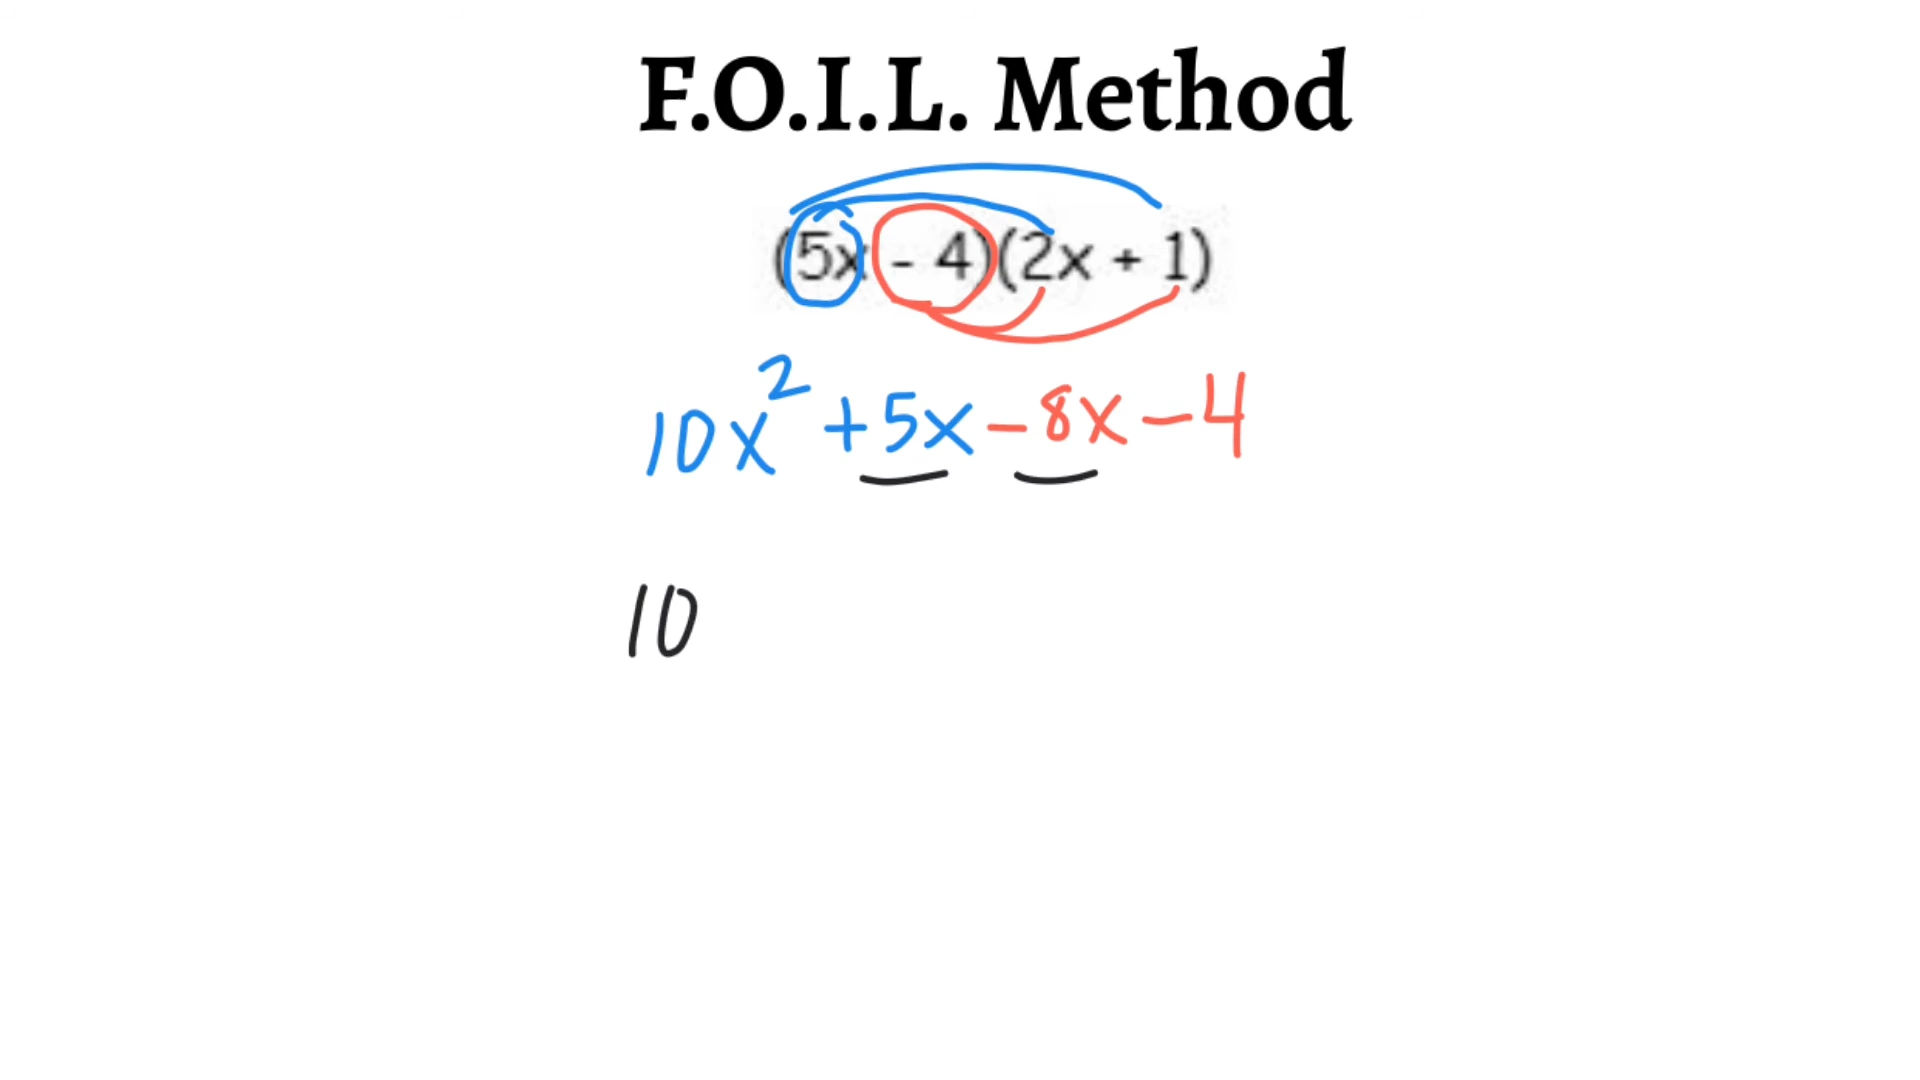 F.O.I.L. Method
(5x - 4)(2x + 1)
10x² + 5x - 8x - 4
10